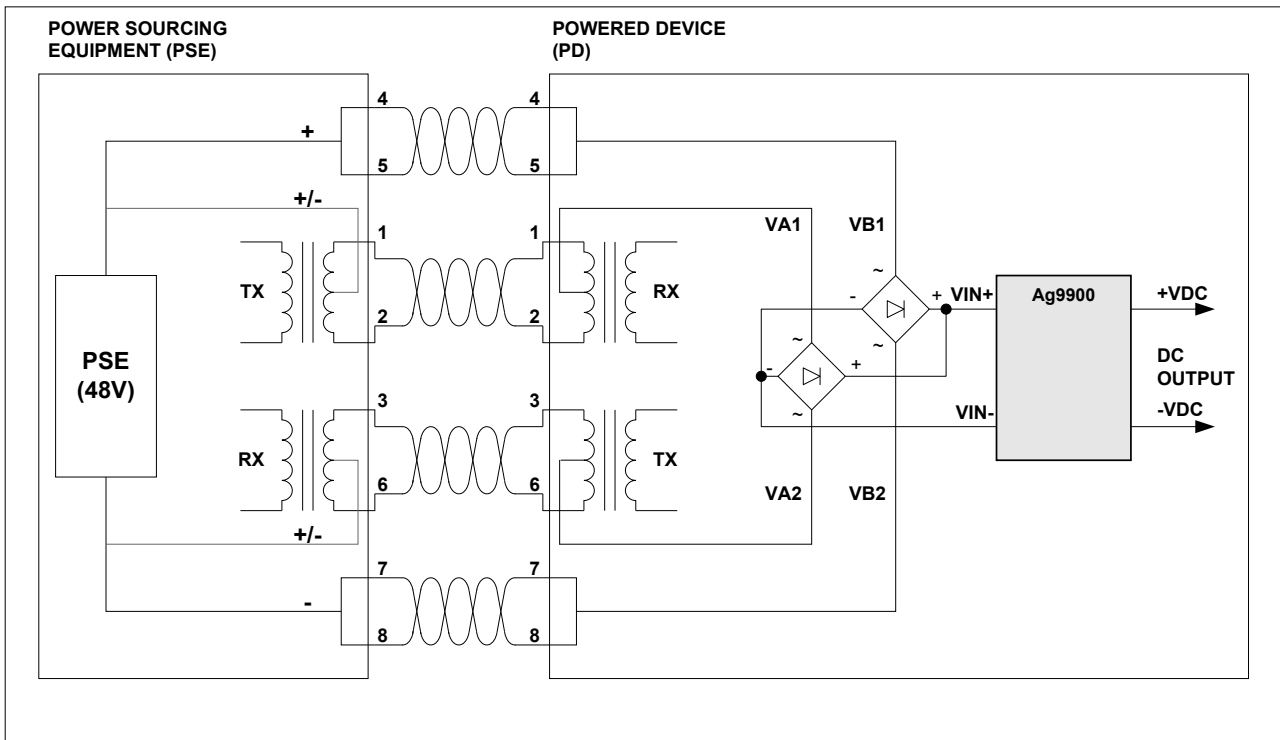 POWER SOURCING
EQUIPMENT (PSE)
POWERED DEVICE
(PD)
4
4
+
5
5
+/-
1
1
VA1
VB1
TX
RX
~
-
+
VIN+
Ag9900
+VDC
2
2
~
~
PSE
(48V)
-
+
DC
OUTPUT
3
3
~
VIN-
-VDC
RX
TX
6
6
VA2
VB2
+/-
7
7
-
8
8